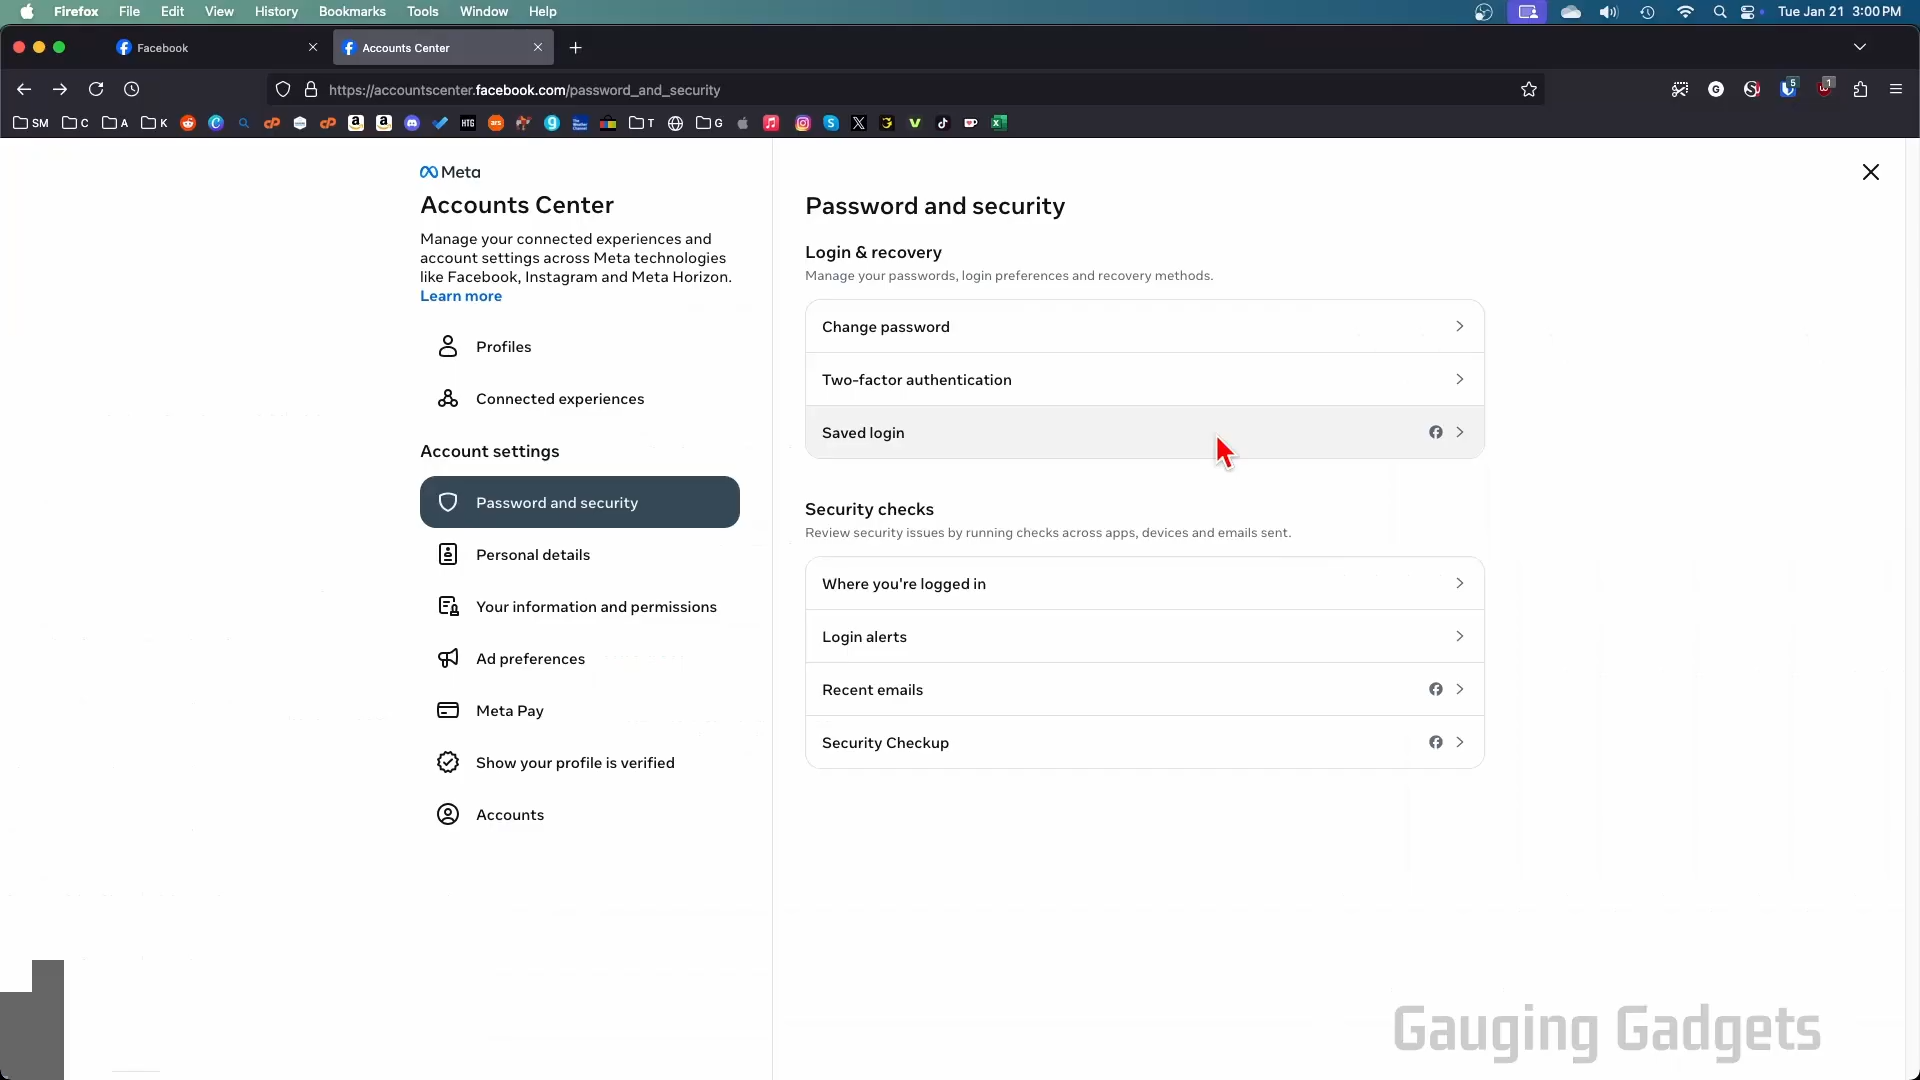 Firefox File Edit View History Bookmarks Tools Window Help Tue Jan 21 3:00 PM
Facebook Accounts Center
https://accountscenter.facebook.com/password_and_security
SM C A K T G
Meta
Accounts Center
Manage your connected experiences and
account settings across Meta technologies
like Facebook, Instagram and Meta Horizon.
Learn more
Profiles
Connected experiences
Account settings
Password and security
Personal details
Your information and permissions
Ad preferences
Meta Pay
Show your profile is verified
Accounts
Password and security
Login & recovery
Manage your passwords, login preferences and recovery methods.
Change password
Two-factor authentication
Saved login
Security checks
Review security issues by running checks across apps, devices and emails sent.
Where you're logged in
Login alerts
Recent emails
Security Checkup
Gauging Gadgets